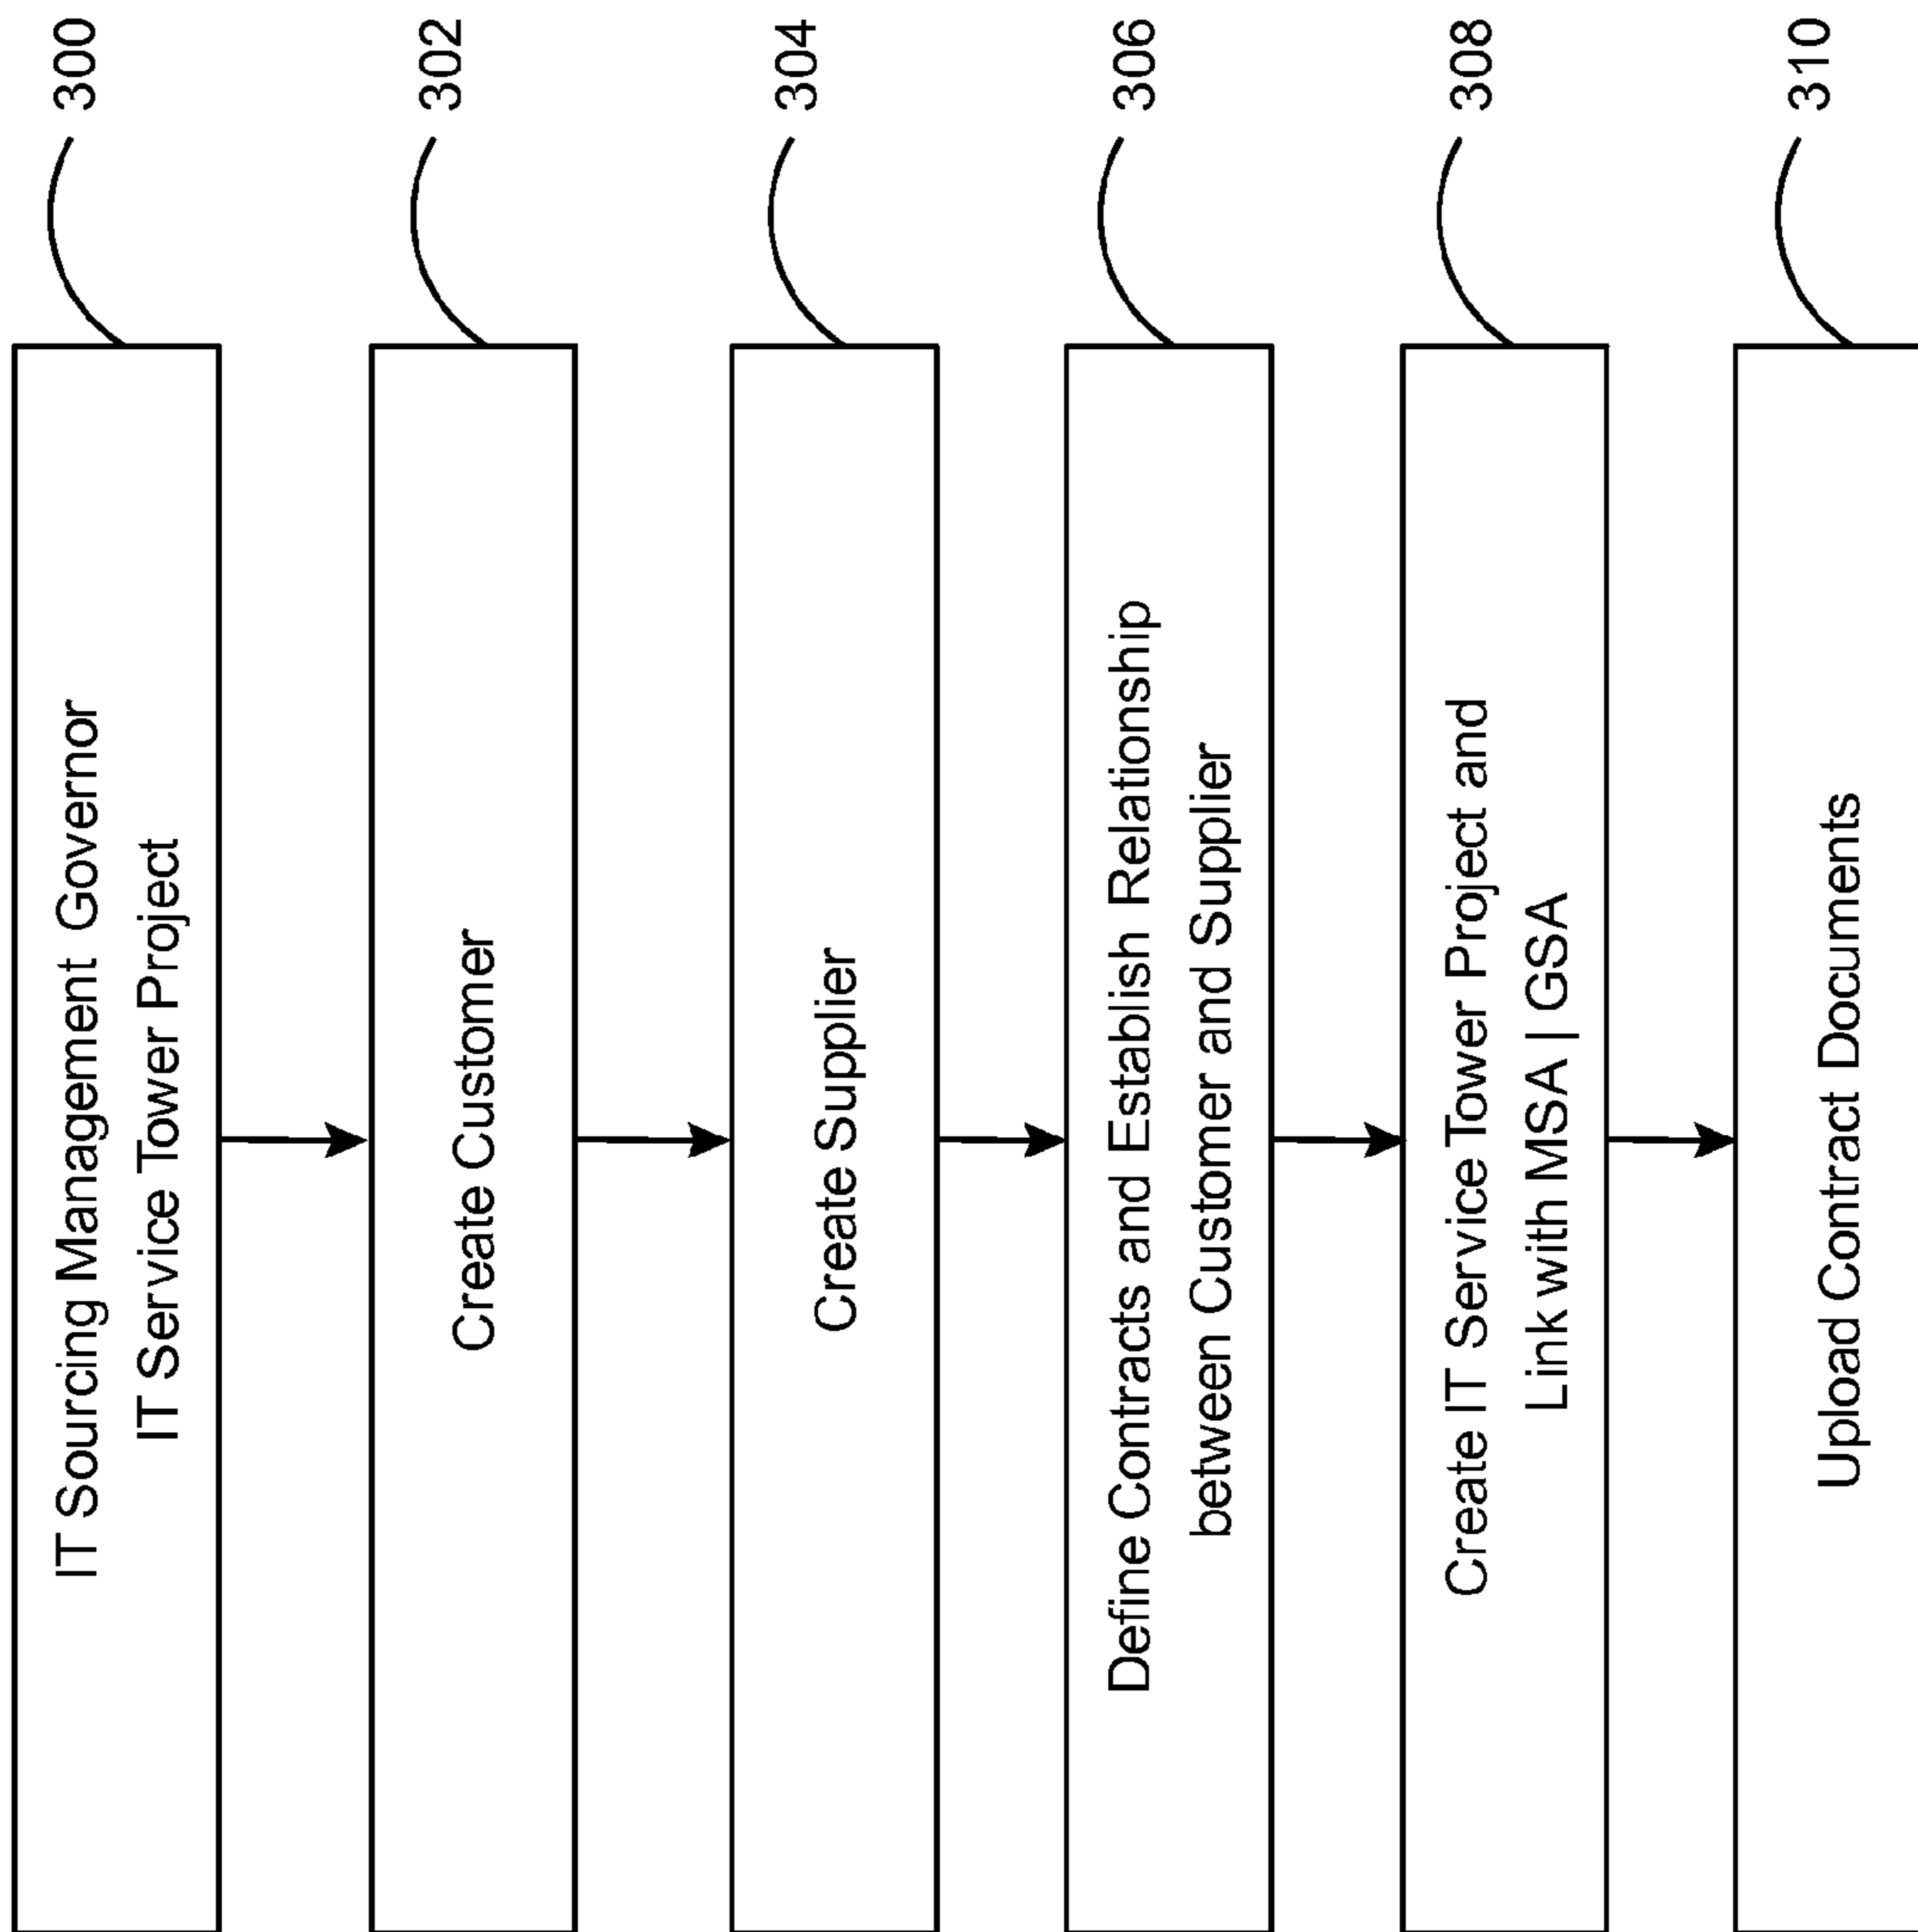 IT Sourcing Management Governor
IT Service Tower Project
300
Create Customer
302
Create Supplier
304
Define Contracts and Establish Relationship
between Customer and Supplier
306
Create IT Service Tower Project and
Link with MSA | GSA
308
Upload Contract Documents
310